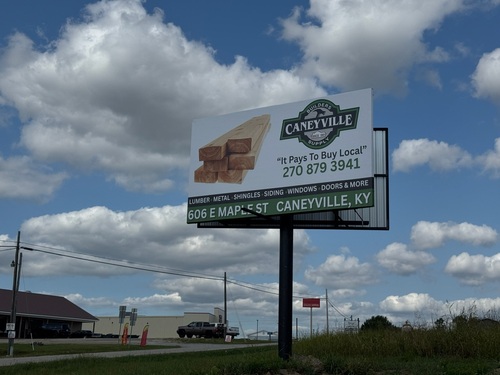 BUILDERS
CANEYVILLE
SUPPLY
"It Pays To Buy Local"
270 879 3941
LUMBER · METAL · SHINGLES · SIDING · WINDOWS · DOORS & MORE
606 E MAPLE ST CANEYVILLE, KY